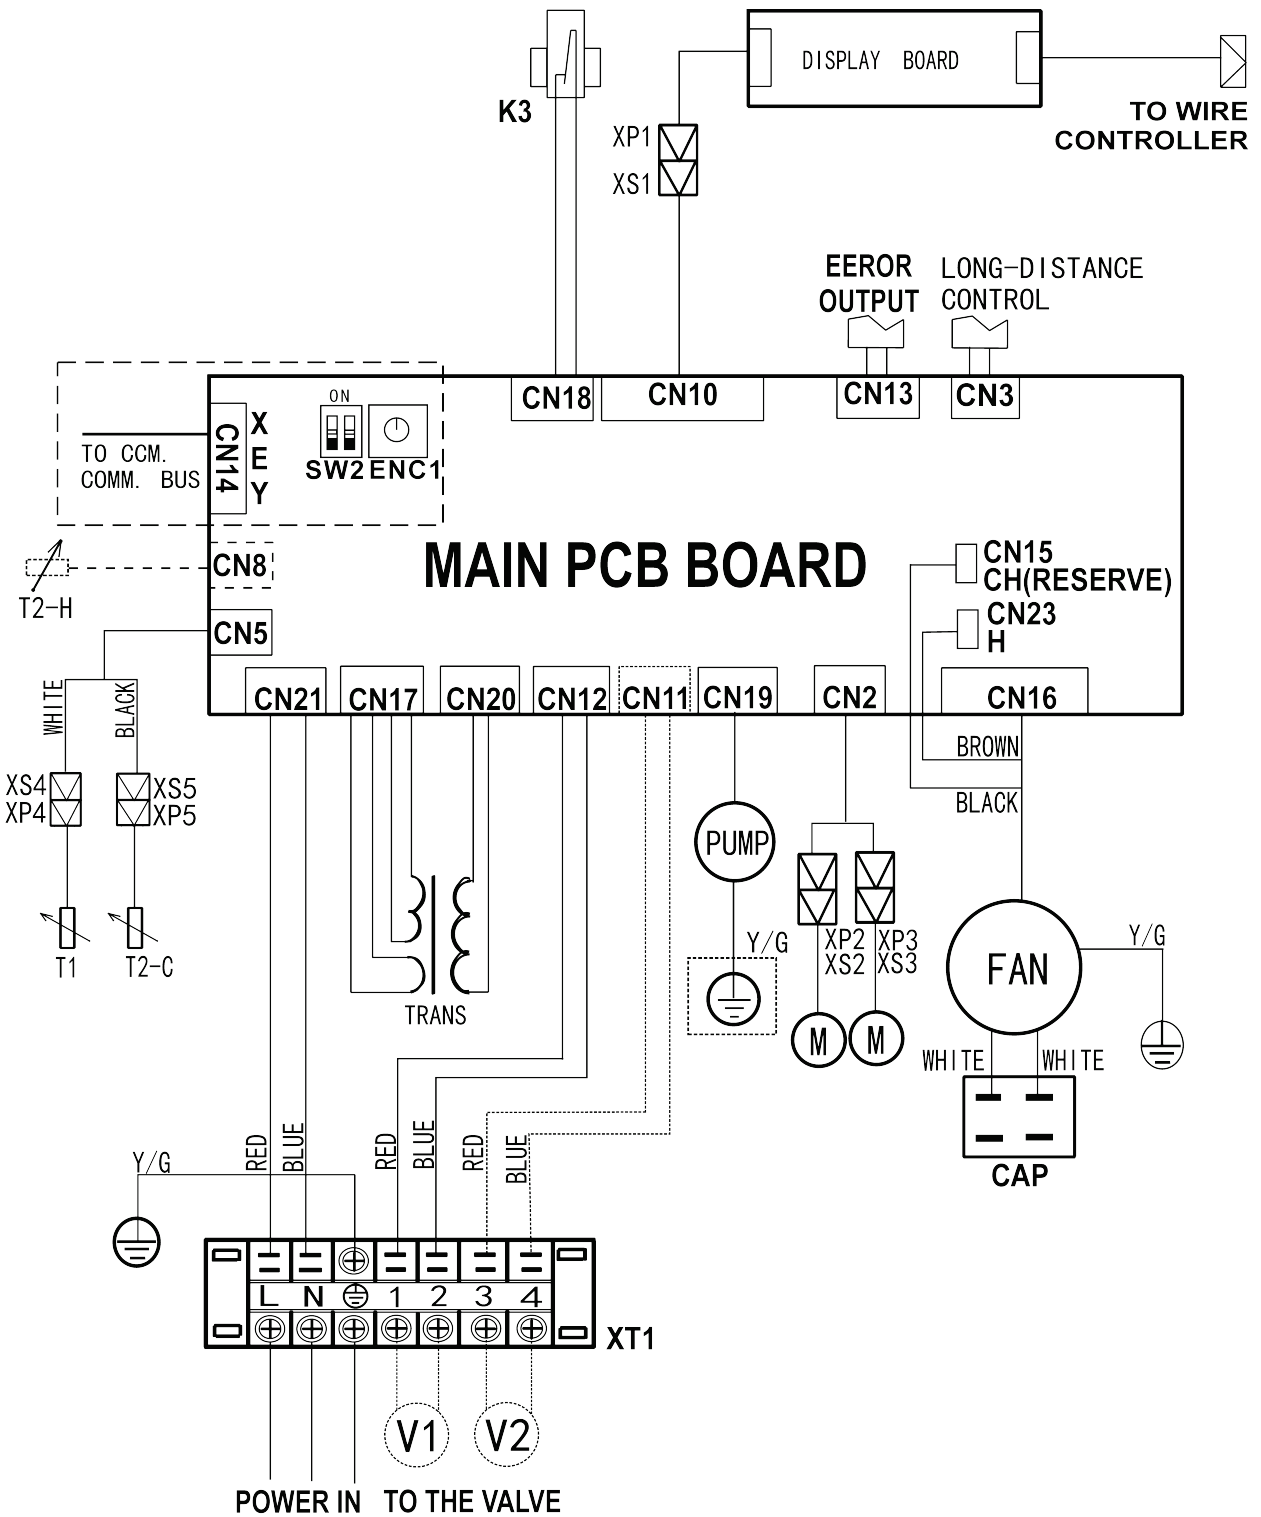 K3
DISPLAY BOARD
TO WIRE
CONTROLLER
XP1
XS1
EEROR
OUTPUT
LONG-DISTANCE
CONTROL
ON
CN18
CN10
CN13
CN3
CN14
X
E
Y
SW2
ENC1
TO CCM.
COMM. BUS
CN8
T2-H
CN5
MAIN PCB BOARD
CN15
CH(RESERVE)
CN23
H
CN21
CN17
CN20
CN12
CN11
CN19
CN2
CN16
WHITE
BLACK
BROWN
BLACK
XS4
XP4
XS5
XP5
PUMP
T1
T2-C
TRANS
Y/G
XP2
XS2
XP3
XS3
FAN
Y/G
M
M
WHITE
WHITE
CAP
RED
BLUE
RED
BLUE
RED
BLUE
Y/G
L
N
1
2
3
4
XT1
V1
V2
POWER IN
TO THE VALVE